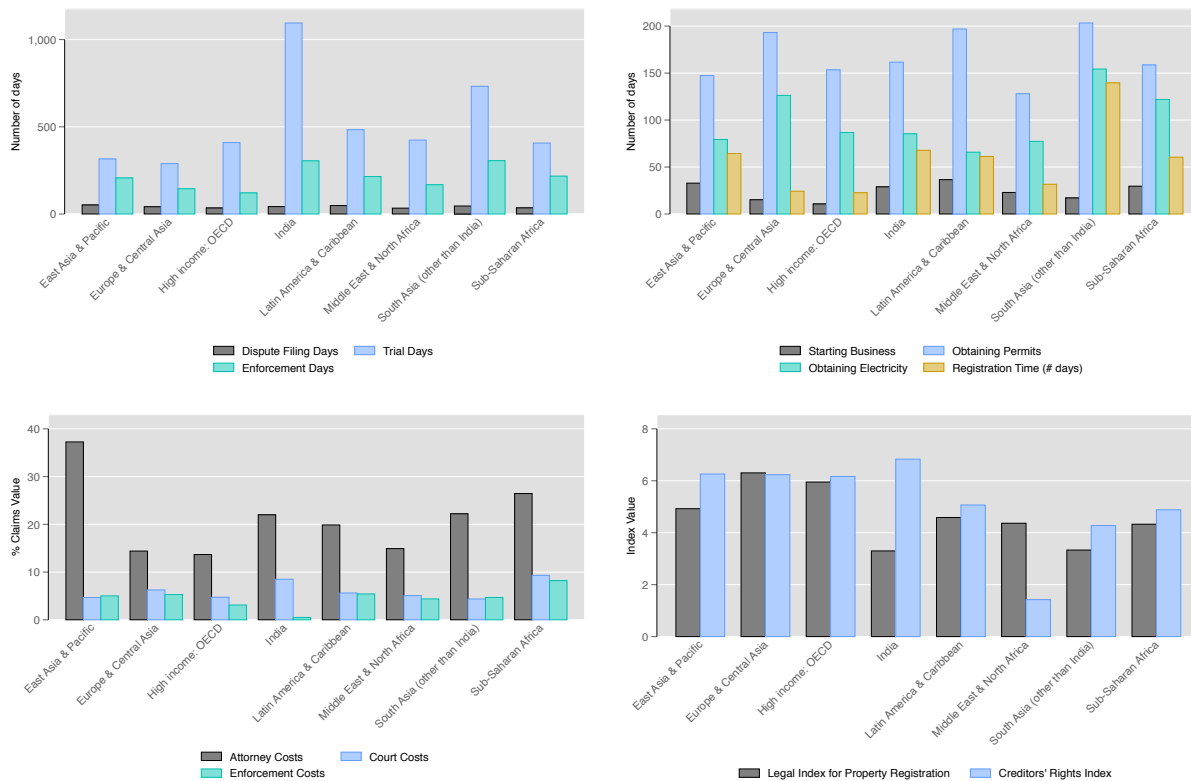 Number of days
1,000
500
0
East Asia & Pacific
Europe & Central Asia
High income: OECD
India
Latin America & Caribbean
Middle East & North Africa
South Asia (other than India)
Sub-Saharan Africa
Dispute Filing Days
Trial Days
Enforcement Days
Number of days
200
150
100
50
0
East Asia & Pacific
Europe & Central Asia
High income: OECD
India
Latin America & Caribbean
Middle East & North Africa
South Asia (other than India)
Sub-Saharan Africa
Starting Business
Obtaining Permits
Obtaining Electricity
Registration Time (# days)
% Claims Value
40
30
20
10
0
East Asia & Pacific
Europe & Central Asia
High income: OECD
India
Latin America & Caribbean
Middle East & North Africa
South Asia (other than India)
Sub-Saharan Africa
Attorney Costs
Court Costs
Enforcement Costs
Index Value
8
6
4
2
0
East Asia & Pacific
Europe & Central Asia
High income: OECD
India
Latin America & Caribbean
Middle East & North Africa
South Asia (other than India)
Sub-Saharan Africa
Legal Index for Property Registration
Creditors' Rights Index